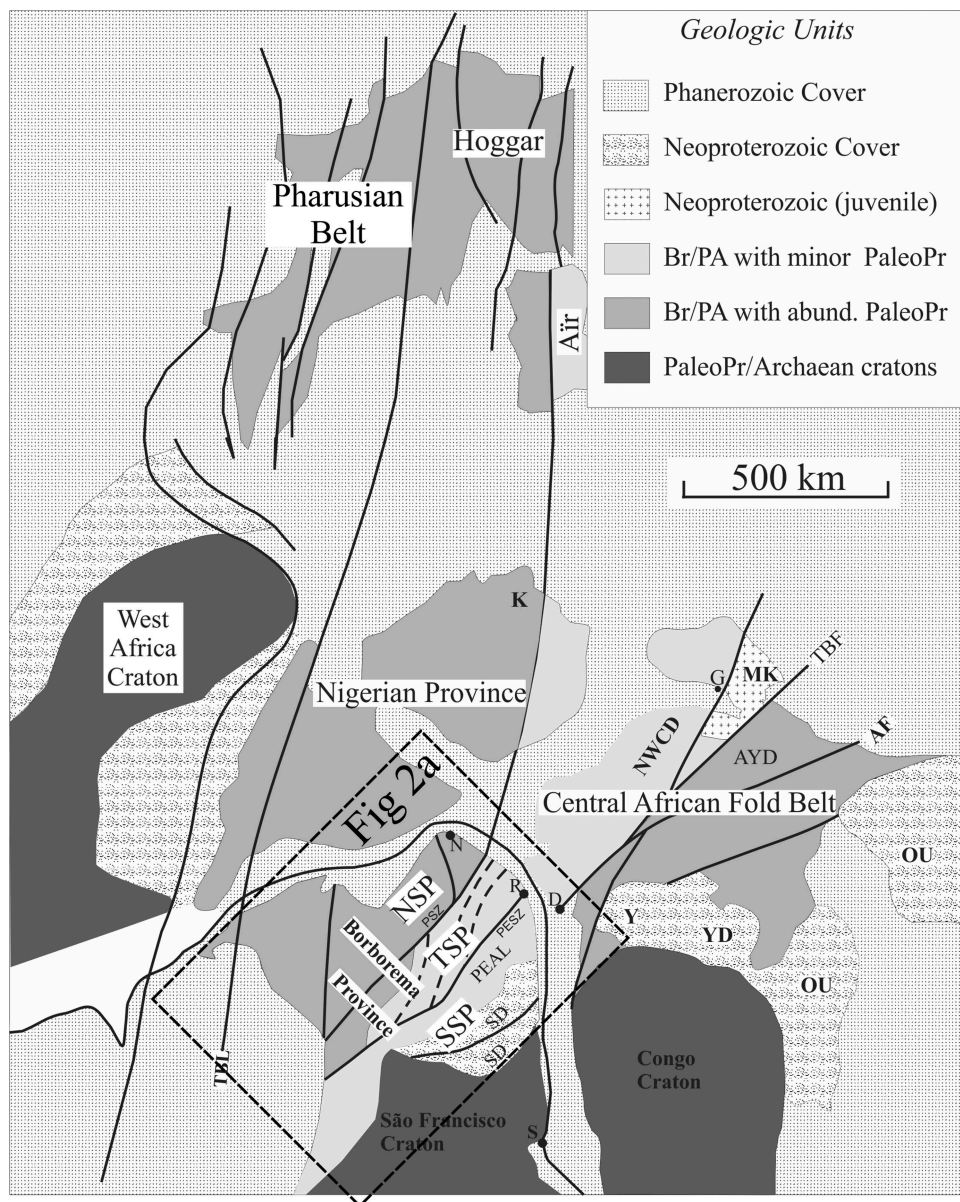 Geologic Units
Phanerozoic Cover
Neoproterozoic Cover
Neoproterozoic (juvenile)
Br/PA with minor PaleoPr
Br/PA with abund. PaleoPr
PaleoPr/Archaean cratons
500 km
Hoggar
Pharusian
Belt
Aïr
West
Africa
Craton
K
Nigerian Province
G
MK
TBF
NWCD
AYD
AF
Central African Fold Belt
OU
Fig 2a
N
NSP
PSZ
R
D
Borborema
Province
TSP
PESZ
PEAL
Y
YD
OU
SSP
SD
SD
TBL
São Francisco
Craton
S
Congo
Craton